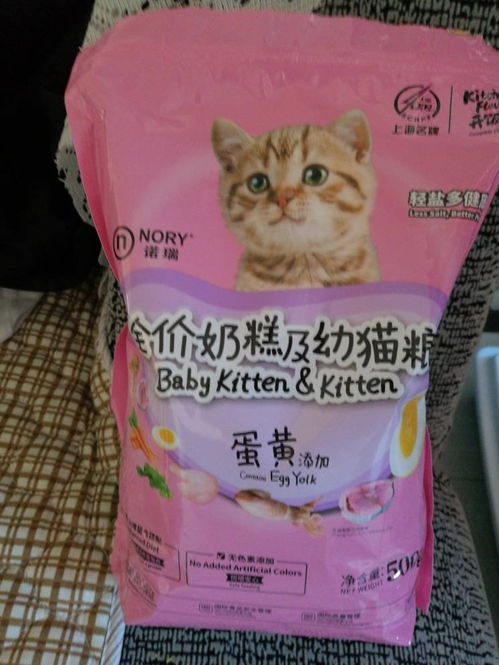 上海名牌
轻盐多健
Less Salt, Better
NORY
诺瑞
全价奶糕及幼猫粮
Baby Kitten & Kitten
蛋黄添加
Contains Egg Yolk
无色素添加
No Added Artificial Colors
净含量:
NET WEIGHT